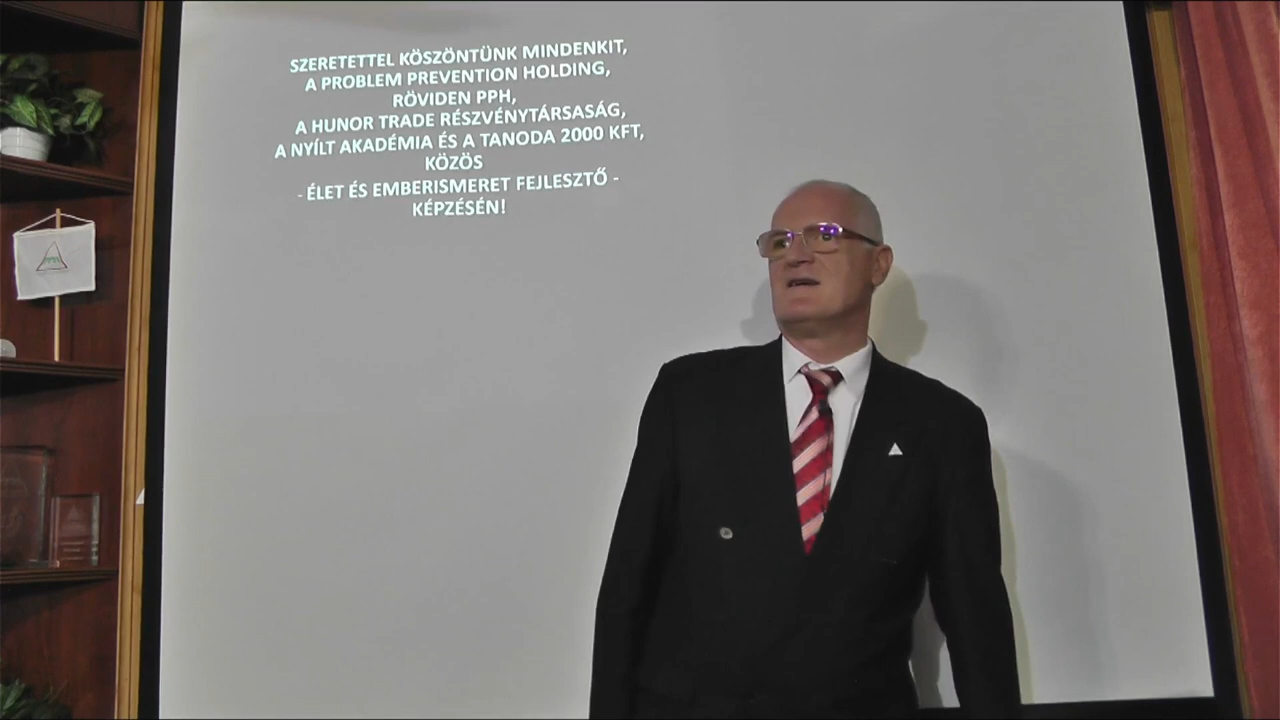 SZERETETTEL KÖSZÖNTÜNK MINDENKIT,
A PROBLEM PREVENTION HOLDING,
RÖVIDEN PPH,
A HUNOR TRADE RÉSZVÉNYTÁRSASÁG,
A NYÍLT AKADÉMIA ÉS A TANODA 2000 KFT,
KÖZÖS
- ÉLET ÉS EMBERISMERET FEJLESZTŐ -
KÉPZÉSÉN!